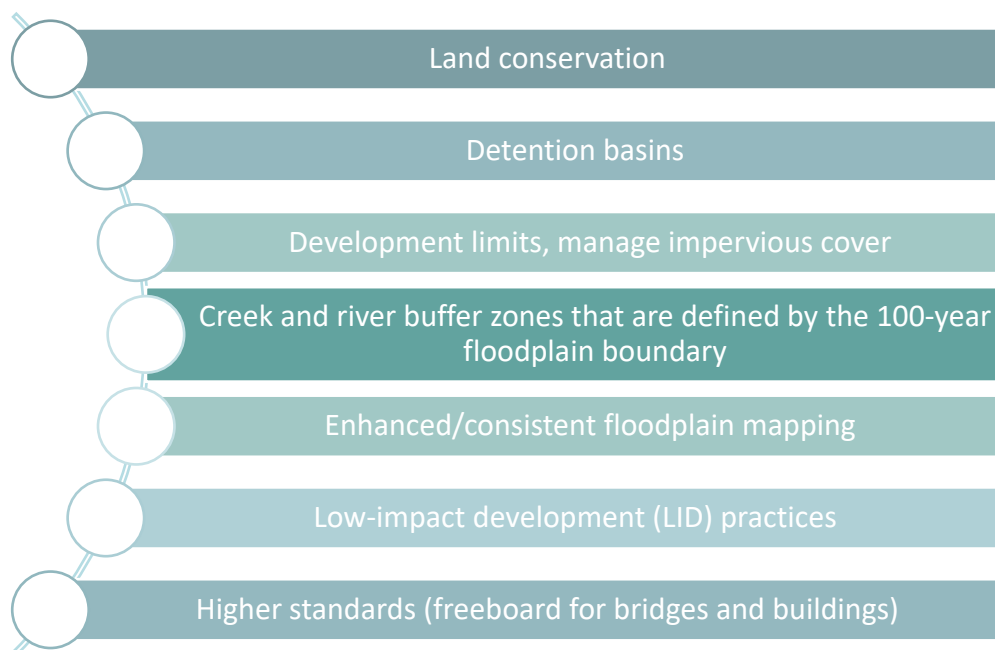 Land conservation
Detention basins
Development limits, manage impervious cover
Creek and river buffer zones that are defined by the 100-year
floodplain boundary
Enhanced/consistent floodplain mapping
Low-impact development (LID) practices
Higher standards (freeboard for bridges and buildings)